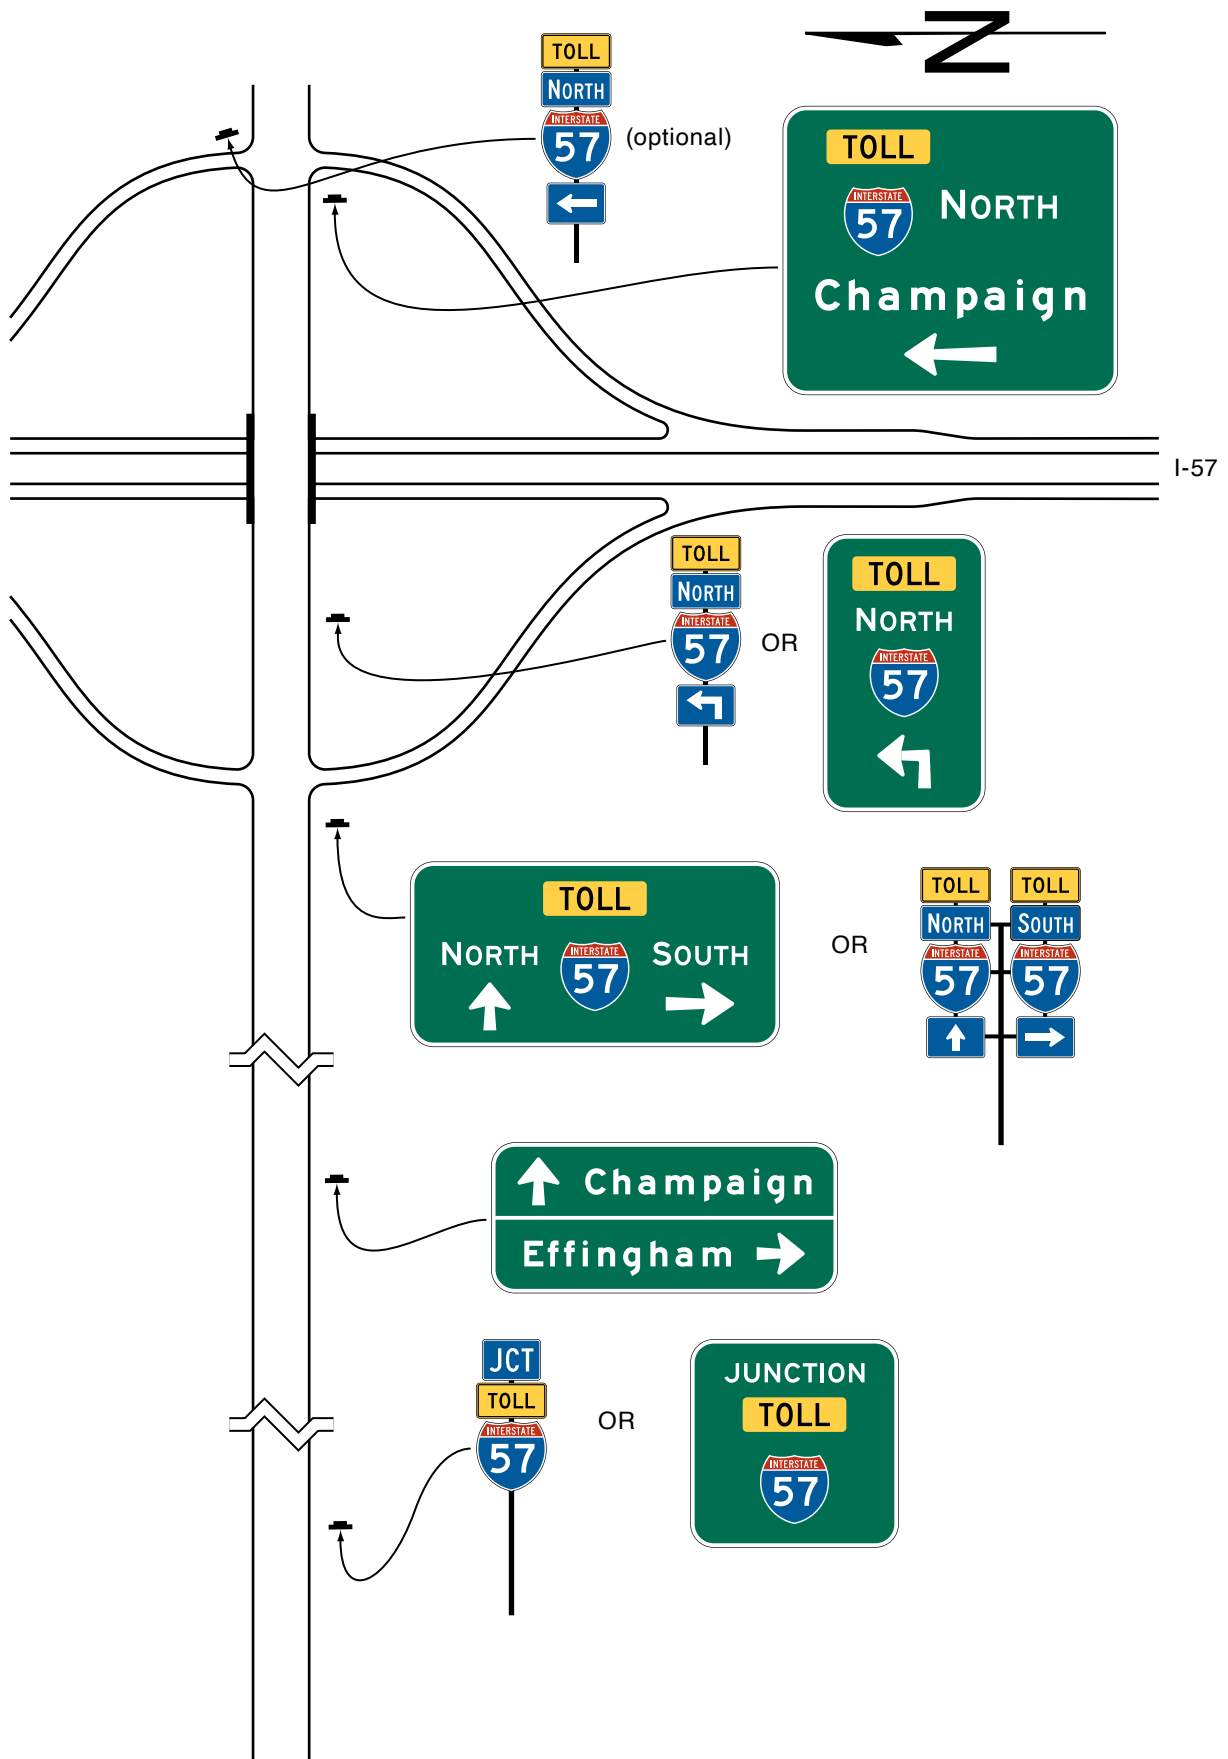 N
TOLL
NORTH
INTERSTATE
57
(optional)
TOLL
INTERSTATE
57
NORTH
Champaign
I-57
TOLL
NORTH
INTERSTATE
57
OR
TOLL
NORTH
INTERSTATE
57
TOLL
NORTH
INTERSTATE
57
SOUTH
OR
TOLL
NORTH
INTERSTATE
57
TOLL
SOUTH
INTERSTATE
57
Champaign
Effingham
JCT
TOLL
INTERSTATE
57
OR
JUNCTION
TOLL
INTERSTATE
57